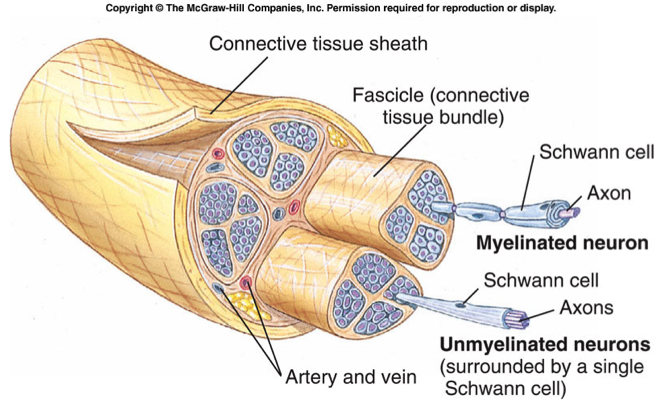 Copyright © The McGraw-Hill Companies, Inc. Permission required for reproduction or display.
Connective tissue sheath
Fascicle (connective
tissue bundle)
Schwann cell
Axon
Myelinated neuron
Schwann cell
Axons
Unmyelinated neurons
(surrounded by a single
Schwann cell)
Artery and vein